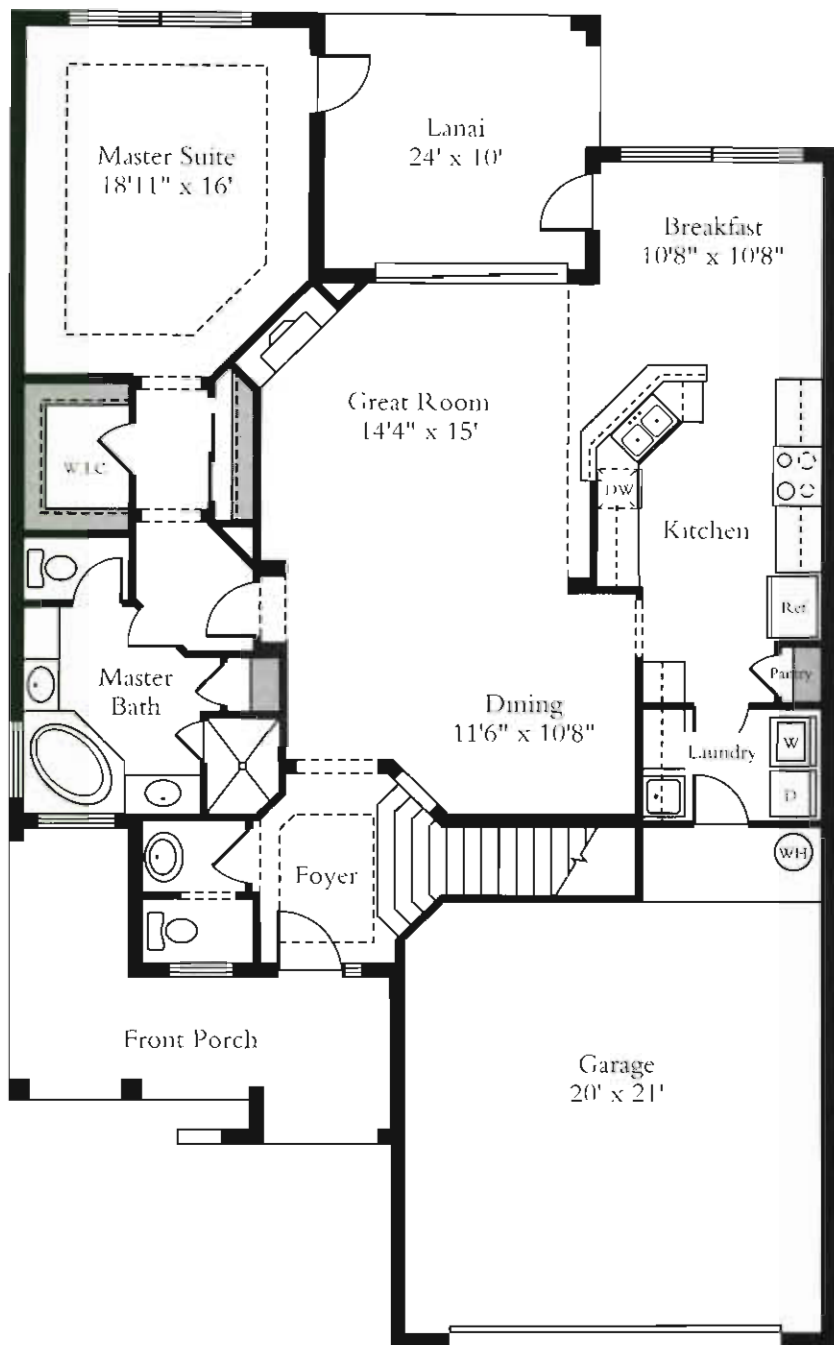 Lanai
24' x 10'
Master Suite
18'11" x 16'
Breakfast
10'8" x 10'8"
Great Room
14'4" x 15'
W.I.C
DW
Kitchen
Ref
Pantry
Master
Bath
Dining
11'6" x 10'8"
Laundry
W
D
WH
Foyer
Front Porch
Garage
20' x 21'